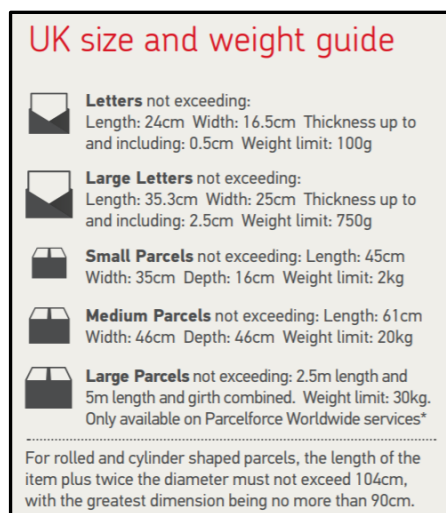 UK size and weight guide
Letters not exceeding:
Length: 24cm Width: 16.5cm Thickness up to
and including: 0.5cm Weight limit: 100g
Large Letters not exceeding:
Length: 35.3cm Width: 25cm Thickness up to
and including: 2.5cm Weight limit: 750g
Small Parcels not exceeding: Length: 45cm
Width: 35cm Depth: 16cm Weight limit: 2kg
Medium Parcels not exceeding: Length: 61cm
Width: 46cm Depth: 46cm Weight limit: 20kg
Large Parcels not exceeding: 2.5m length and
5m length and girth combined. Weight limit: 30kg.
Only available on Parcelforce Worldwide services*
For rolled and cylinder shaped parcels, the length of the
item plus twice the diameter must not exceed 104cm,
with the greatest dimension being no more than 90cm.